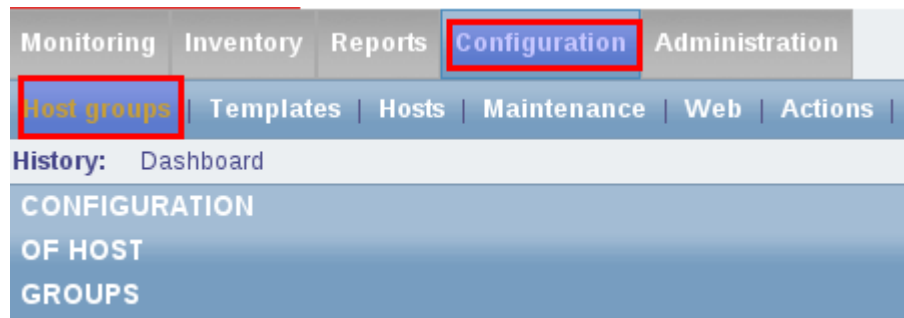 Monitoring Inventory Reports Configuration Administration
Host groups | Templates | Hosts | Maintenance | Web | Actions |
History: Dashboard
CONFIGURATION
OF HOST
GROUPS